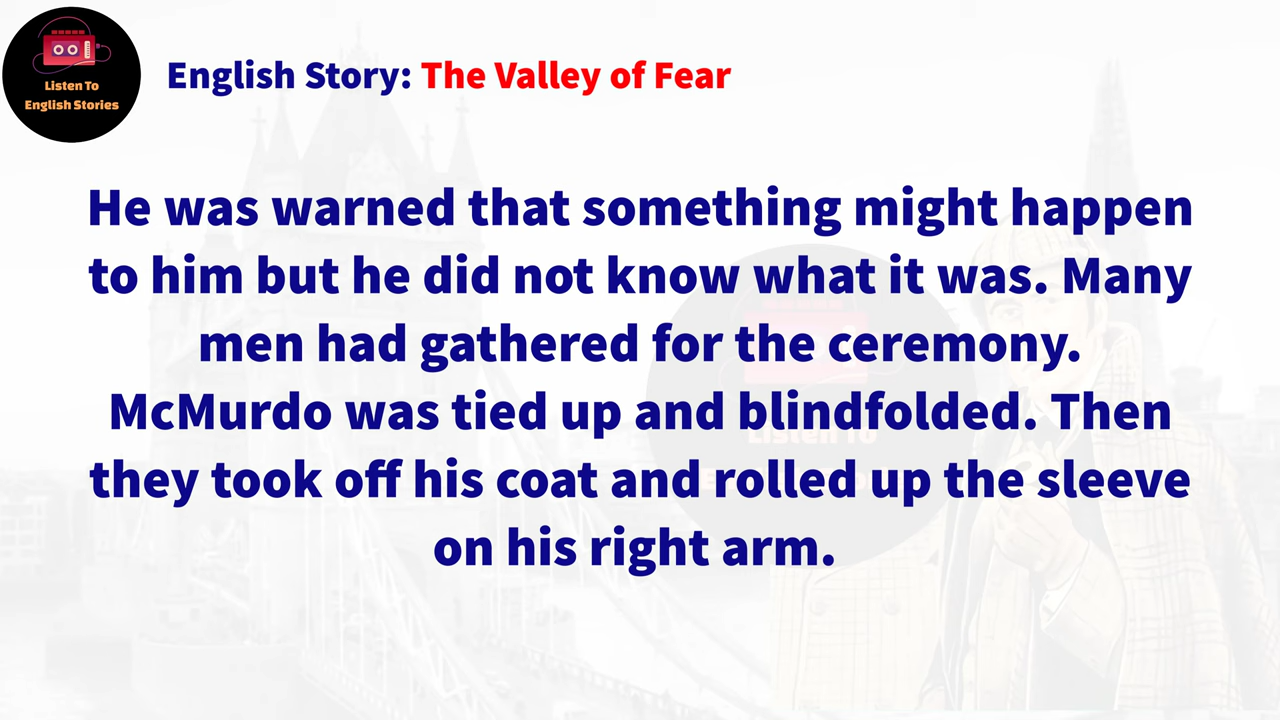 Listen To
English Stories
English Story: The Valley of Fear
He was warned that something might happen
to him but he did not know what it was. Many
men had gathered for the ceremony.
McMurdo was tied up and blindfolded. Then
they took off his coat and rolled up the sleeve
on his right arm.
Listen To